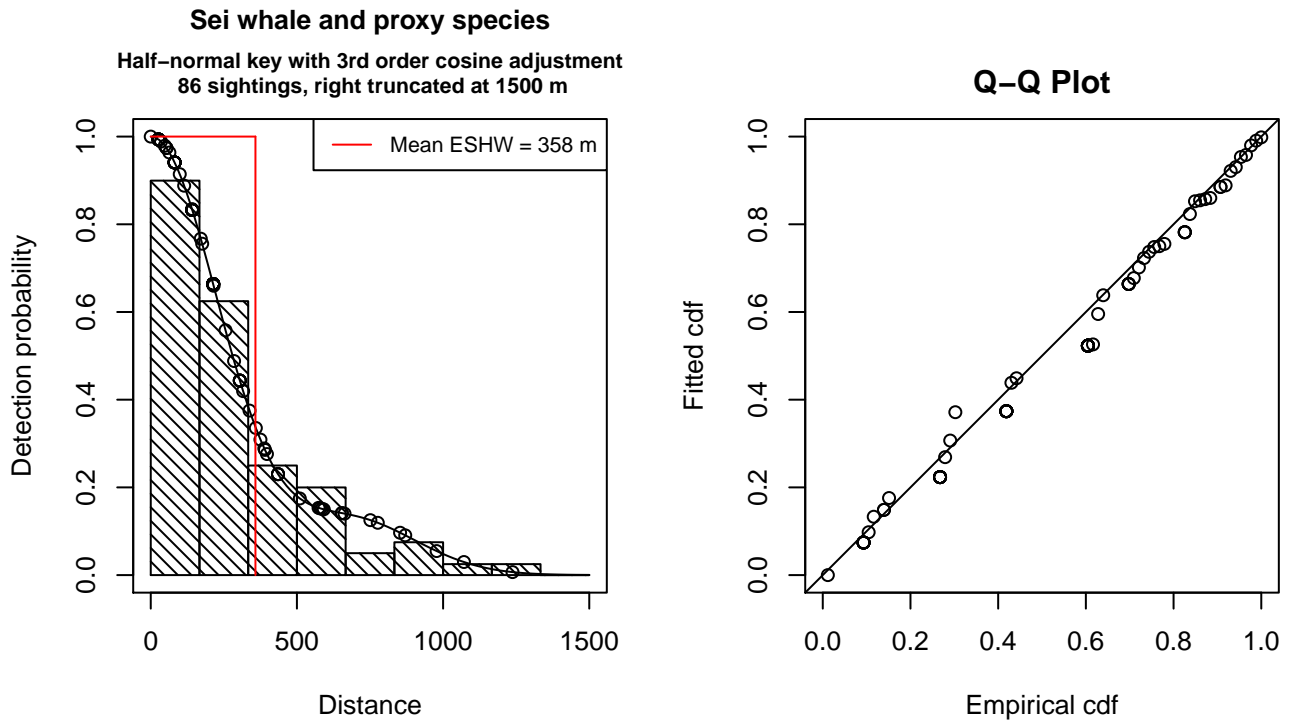 Sei whale and proxy species
Half−normal key with 3rd order cosine adjustment
86 sightings, right truncated at 1500 m
Mean ESHW = 358 m
Detection probability
1.0
0.8
0.6
0.4
0.2
0.0
0 500 1000 1500
Distance
Q−Q Plot
Fitted cdf
1.0
0.8
0.6
0.4
0.2
0.0
0.0 0.2 0.4 0.6 0.8 1.0
Empirical cdf